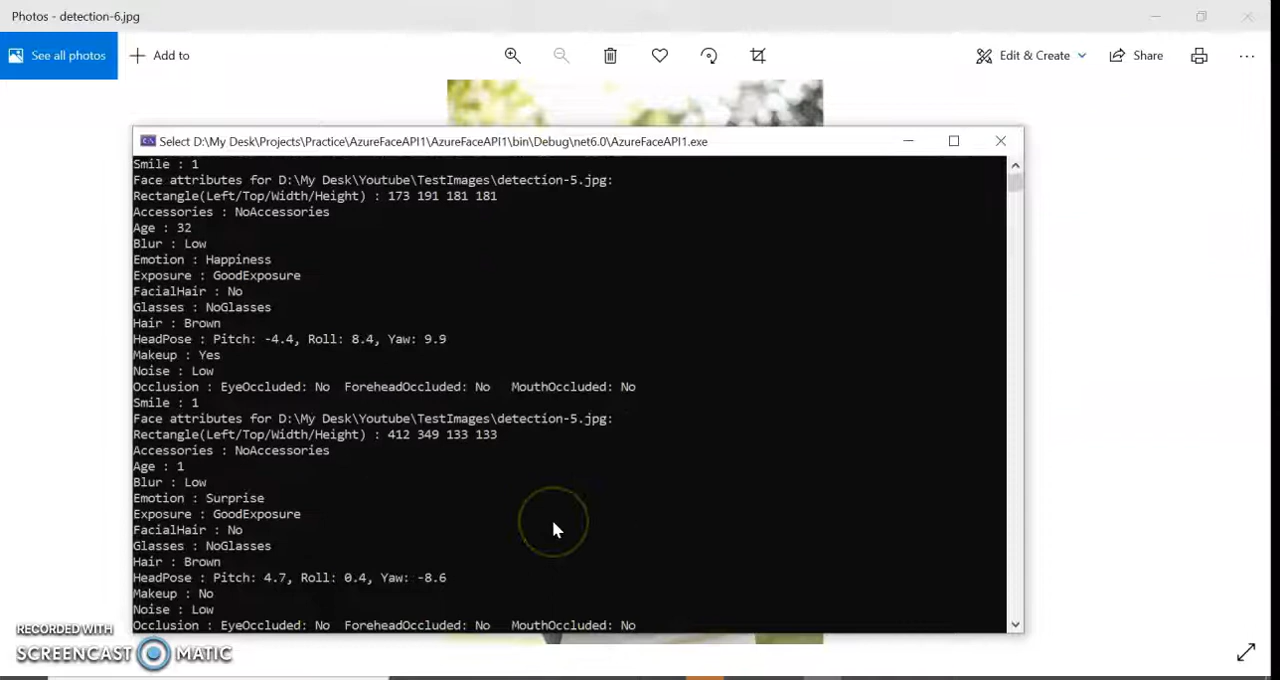 Photos - detection-6.jpg
See all photos
Add to
Edit & Create
Share
Select D:\My Desk\Projects\Practice\AzureFaceAPI1\AzureFaceAPI1\bin\Debug\net6.0\AzureFaceAPI1.exe
Smile : 1
Face attributes for D:\My Desk\Youtube\TestImages\detection-5.jpg:
Rectangle(Left/Top/Width/Height) : 173 191 181 181
Accessories : NoAccessories
Age : 32
Blur : Low
Emotion : Happiness
Exposure : GoodExposure
FacialHair : No
Glasses : NoGlasses
Hair : Brown
HeadPose : Pitch: -4.4, Roll: 8.4, Yaw: 9.9
Makeup : Yes
Noise : Low
Occlusion : EyeOccluded: No  ForeheadOccluded: No   MouthOccluded: No
Smile : 1
Face attributes for D:\My Desk\Youtube\TestImages\detection-5.jpg:
Rectangle(Left/Top/Width/Height) : 412 349 133 133
Accessories : NoAccessories
Age : 1
Blur : Low
Emotion : Surprise
Exposure : GoodExposure
FacialHair : No
Glasses : NoGlasses
Hair : Brown
HeadPose : Pitch: 4.7, Roll: 0.4, Yaw: -8.6
Makeup : No
Noise : Low
Occlusion : EyeOccluded: No  ForeheadOccluded: No   MouthOccluded: No
RECORDED WITH
SCREENCAST MATIC